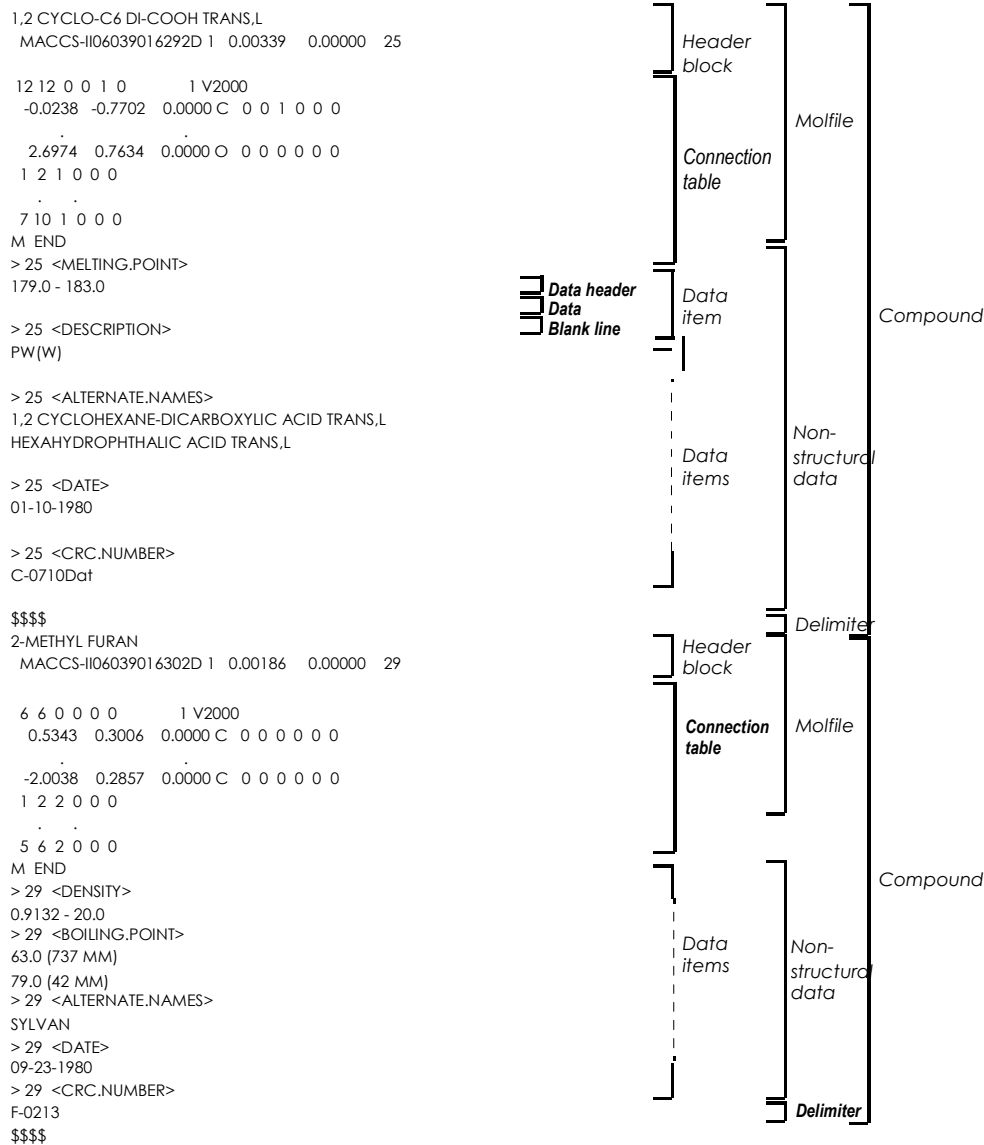 1,2 CYCLO-C6 DI-COOH TRANS,L
MACCS-II06039016292D 1 0.00339 0.00000 25
Header
block
12 12 0 0 1 0 1 V2000
-0.0238 -0.7702 0.0000 C 0 0 1 0 0 0
Molfile
. .
2.6974 0.7634 0.0000 O 0 0 0 0 0 0
Connection
table
1 2 1 0 0 0
. .
7 10 1 0 0 0
M END
> 25 <MELTING.POINT>
179.0 - 183.0
Data header
Data
Blank line
Data
item
Compound
> 25 <DESCRIPTION>
PW(W)
> 25 <ALTERNATE.NAMES>
1,2 CYCLOHEXANE-DICARBOXYLIC ACID TRANS,L
HEXAHYDROPHTHALIC ACID TRANS,L
Data
items
Non-
structural
data
> 25 <DATE>
01-10-1980
> 25 <CRC.NUMBER>
C-0710Dat
$$$$
Delimiter
2-METHYL FURAN
MACCS-II06039016302D 1 0.00186 0.00000 29
Header
block
6 6 0 0 0 0 1 V2000
0.5343 0.3006 0.0000 C 0 0 0 0 0 0
Connection
table
Molfile
. .
-2.0038 0.2857 0.0000 C 0 0 0 0 0 0
1 2 2 0 0 0
. .
5 6 2 0 0 0
M END
> 29 <DENSITY>
0.9132 - 20.0
Compound
> 29 <BOILING.POINT>
63.0 (737 MM)
79.0 (42 MM)
Data
items
Non-
structural
data
> 29 <ALTERNATE.NAMES>
SYLVAN
> 29 <DATE>
09-23-1980
> 29 <CRC.NUMBER>
F-0213
Delimiter
$$$$